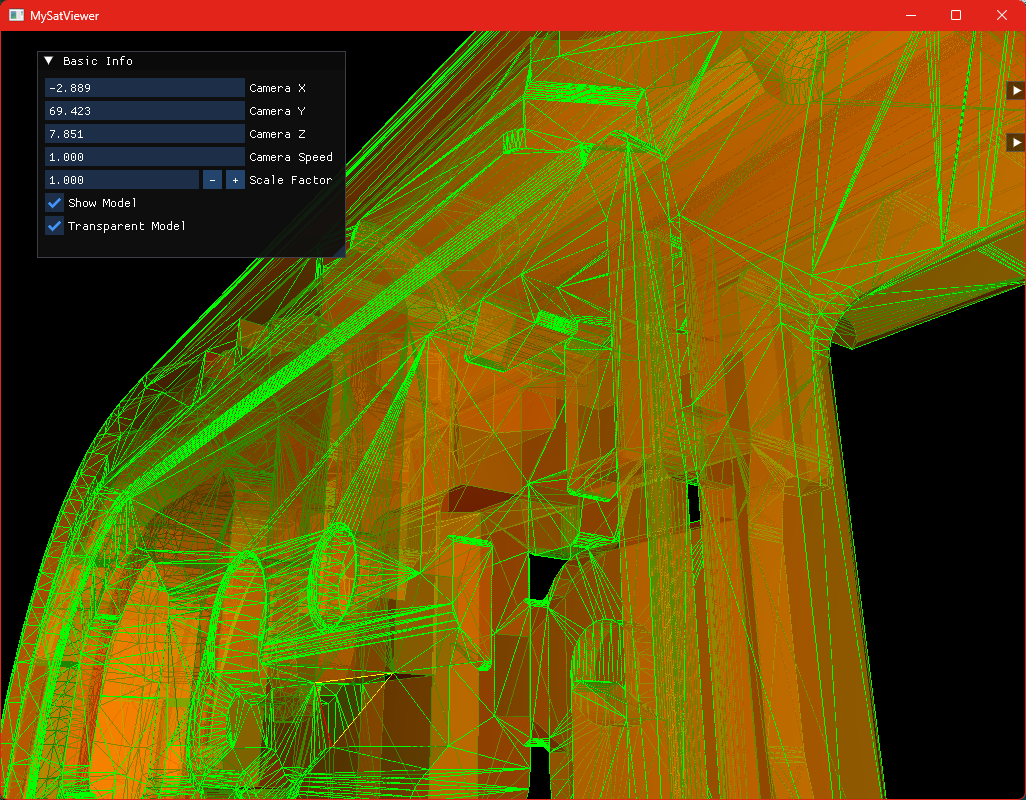 MySatViewer
Basic Info
-2.889 Camera X
69.423 Camera Y
7.851 Camera Z
1.000 Camera Speed
1.000 - + Scale Factor
Show Model
Transparent Model